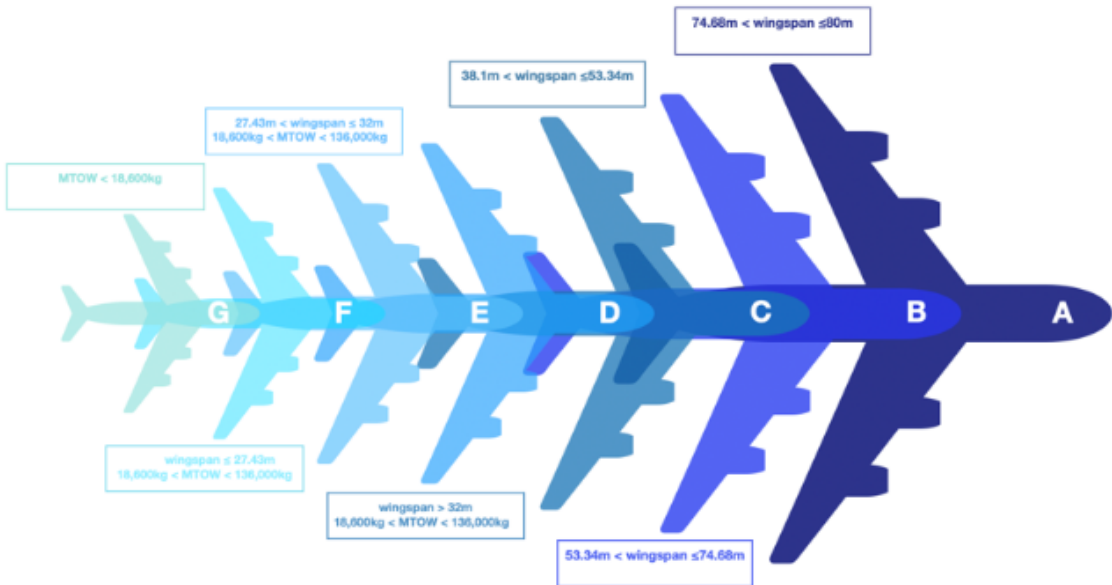 74.68m < wingspan ≤80m
38.1m < wingspan ≤53.34m
27.43m < wingspan ≤ 32m
18,600kg < MTOW < 136,000kg
MTOW < 18,600kg
G F E D C B A
wingspan ≤ 27.43m
18,600kg < MTOW < 136,000kg
wingspan > 32m
18,600kg < MTOW < 136,000kg
53.34m < wingspan ≤74.68m